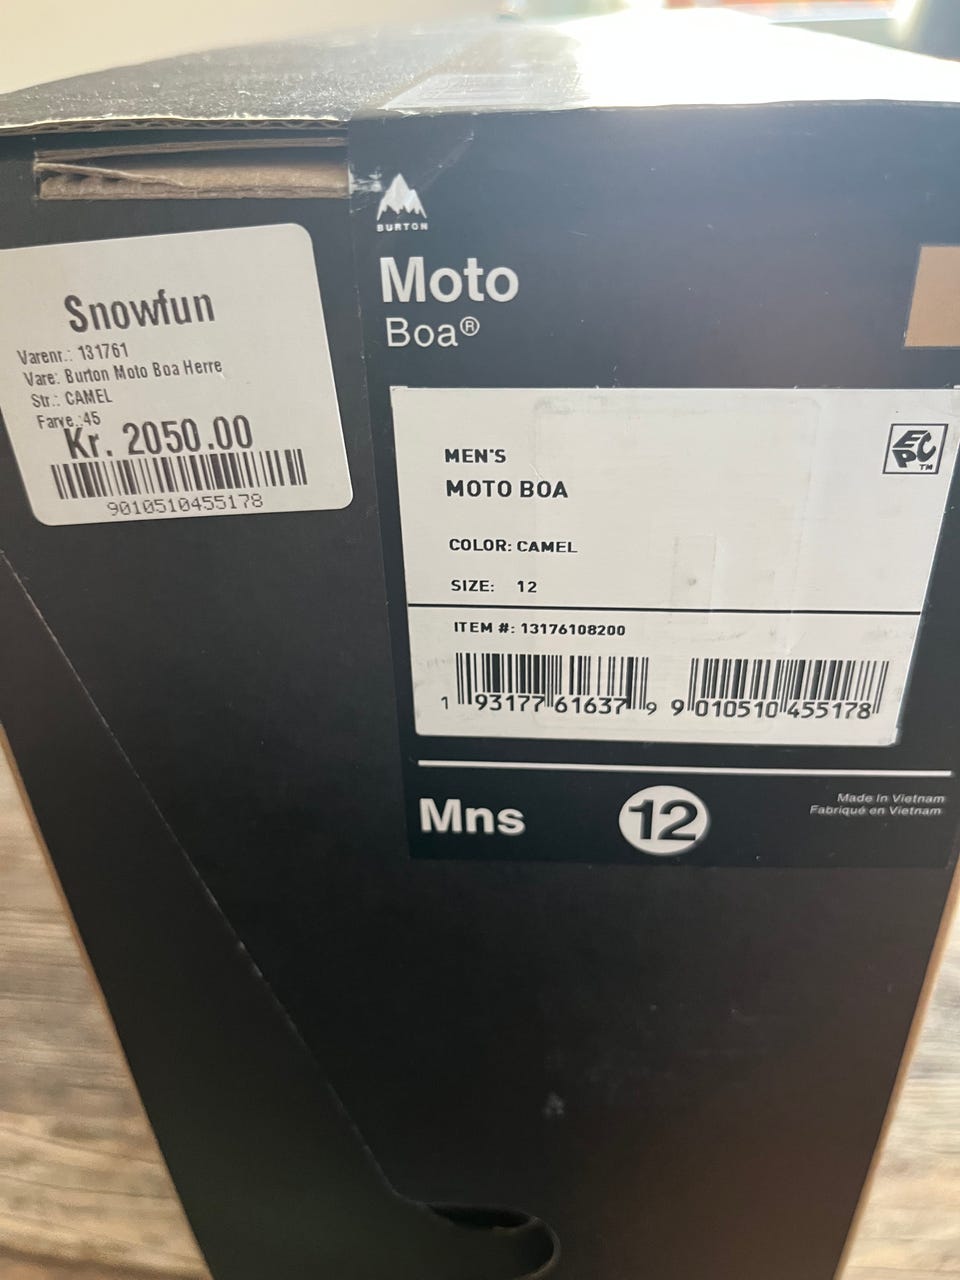 Snowfun
Varenr.: 131761
Vare: Burton Moto Boa Herre
Str.: CAMEL
Farve.:45
Kr. 2050.00
9010510455178
BURTON
Moto
Boa®
EC
PC™
MEN'S
MOTO BOA
COLOR: CAMEL
SIZE: 12
ITEM #: 13176108200
1 93177 61637 9
9 010510 455178
Mns
12
Made in Vietnam
Fabriqué en Vietnam